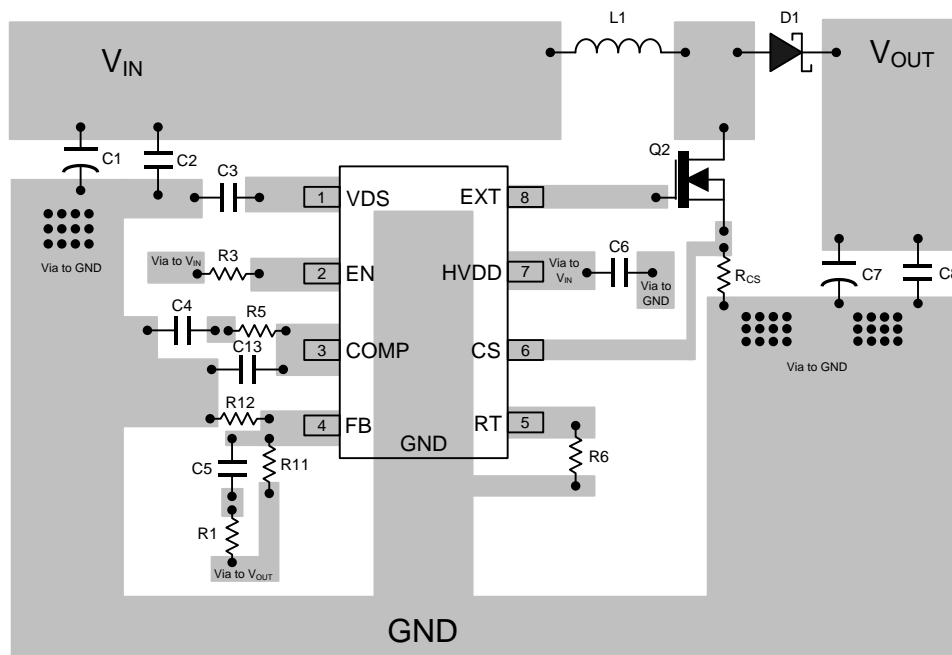 L1
D1
VIN
VOUT
C1
C2
C3
Q2
1
VDS
EXT
8
Via to GND
Via to VIN
R3
2
EN
HVDD
7
Via to VIN
C6
Via to GND
RCS
C7
C8
C4
R5
C13
3
COMP
CS
6
Via to GND
R12
4
FB
RT
5
GND
C5
R11
R6
R1
Via to VOUT
GND